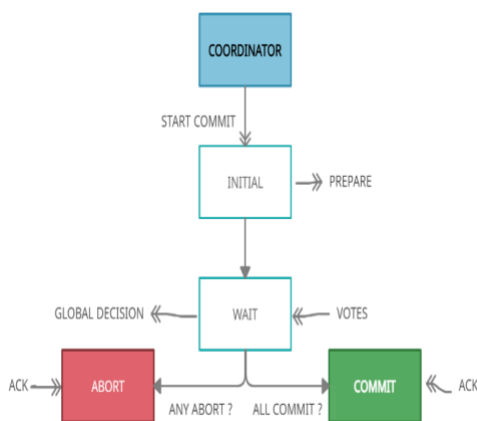 COORDINATOR
START COMMIT
INITIAL
PREPARE
GLOBAL DECISION
WAIT
VOTES
ACK
ABORT
COMMIT
ACK
ANY ABORT ?
ALL COMMIT ?